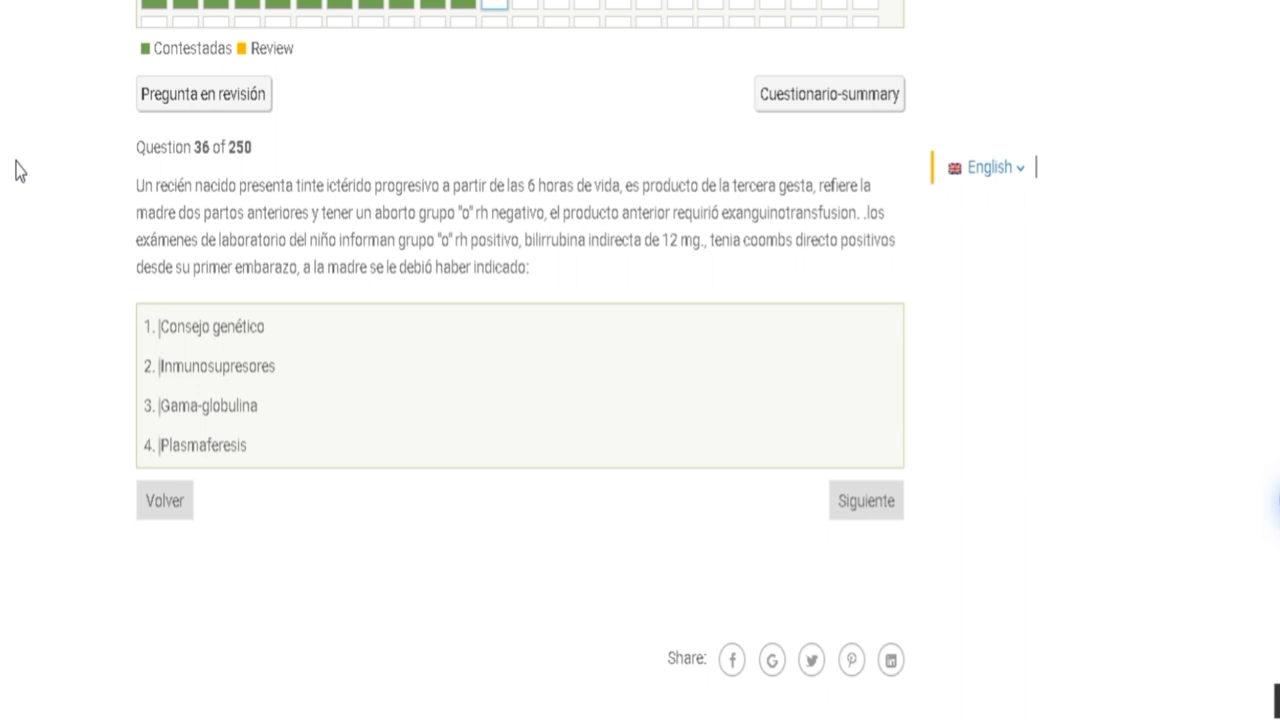 Contestadas Review
Pregunta en revisión
Cuestionario-summary
Question 36 of 250
English
Un recién nacido presenta tinte ictérido progresivo a partir de las 6 horas de vida, es producto de la tercera gesta, refiere la
madre dos partos anteriores y tener un aborto grupo "o" rh negativo, el producto anterior requirió exanguinotransfusion. .los
exámenes de laboratorio del niño informan grupo "o" rh positivo, bilirrubina indirecta de 12 mg., tenia coombs directo positivos
desde su primer embarazo, a la madre se le debió haber indicado:
1. Consejo genético
2. Inmunosupresores
3. Gama-globulina
4. Plasmaferesis
Volver
Siguiente
Share: